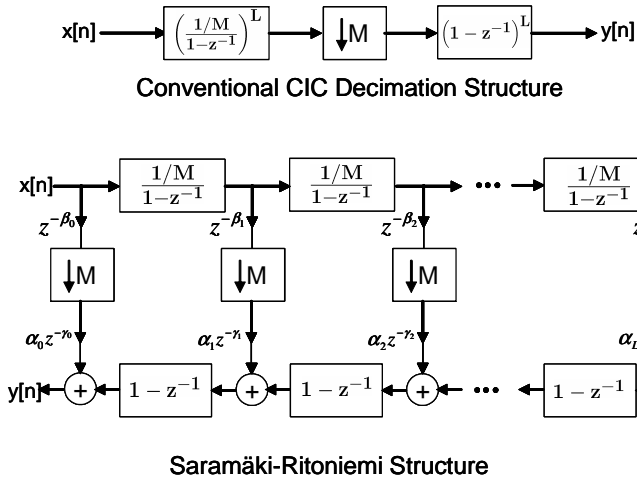 x[n] (1/M / 1−z⁻¹)ᴸ ↓M (1 − z⁻¹)ᴸ y[n]
Conventional CIC Decimation Structure
x[n] 1/M / 1−z⁻¹ 1/M / 1−z⁻¹ ••• 1/M / 1−z⁻¹
z^−β₀ z^−β₁ z^−β₂ z
↓M ↓M ↓M
α₀z^−γ₀ α₁z^−γ₁ α₂z^−γ₂ α_L
y[n] + 1 − z⁻¹ + 1 − z⁻¹ + ••• 1 − z⁻¹
Saramäki-Ritoniemi Structure